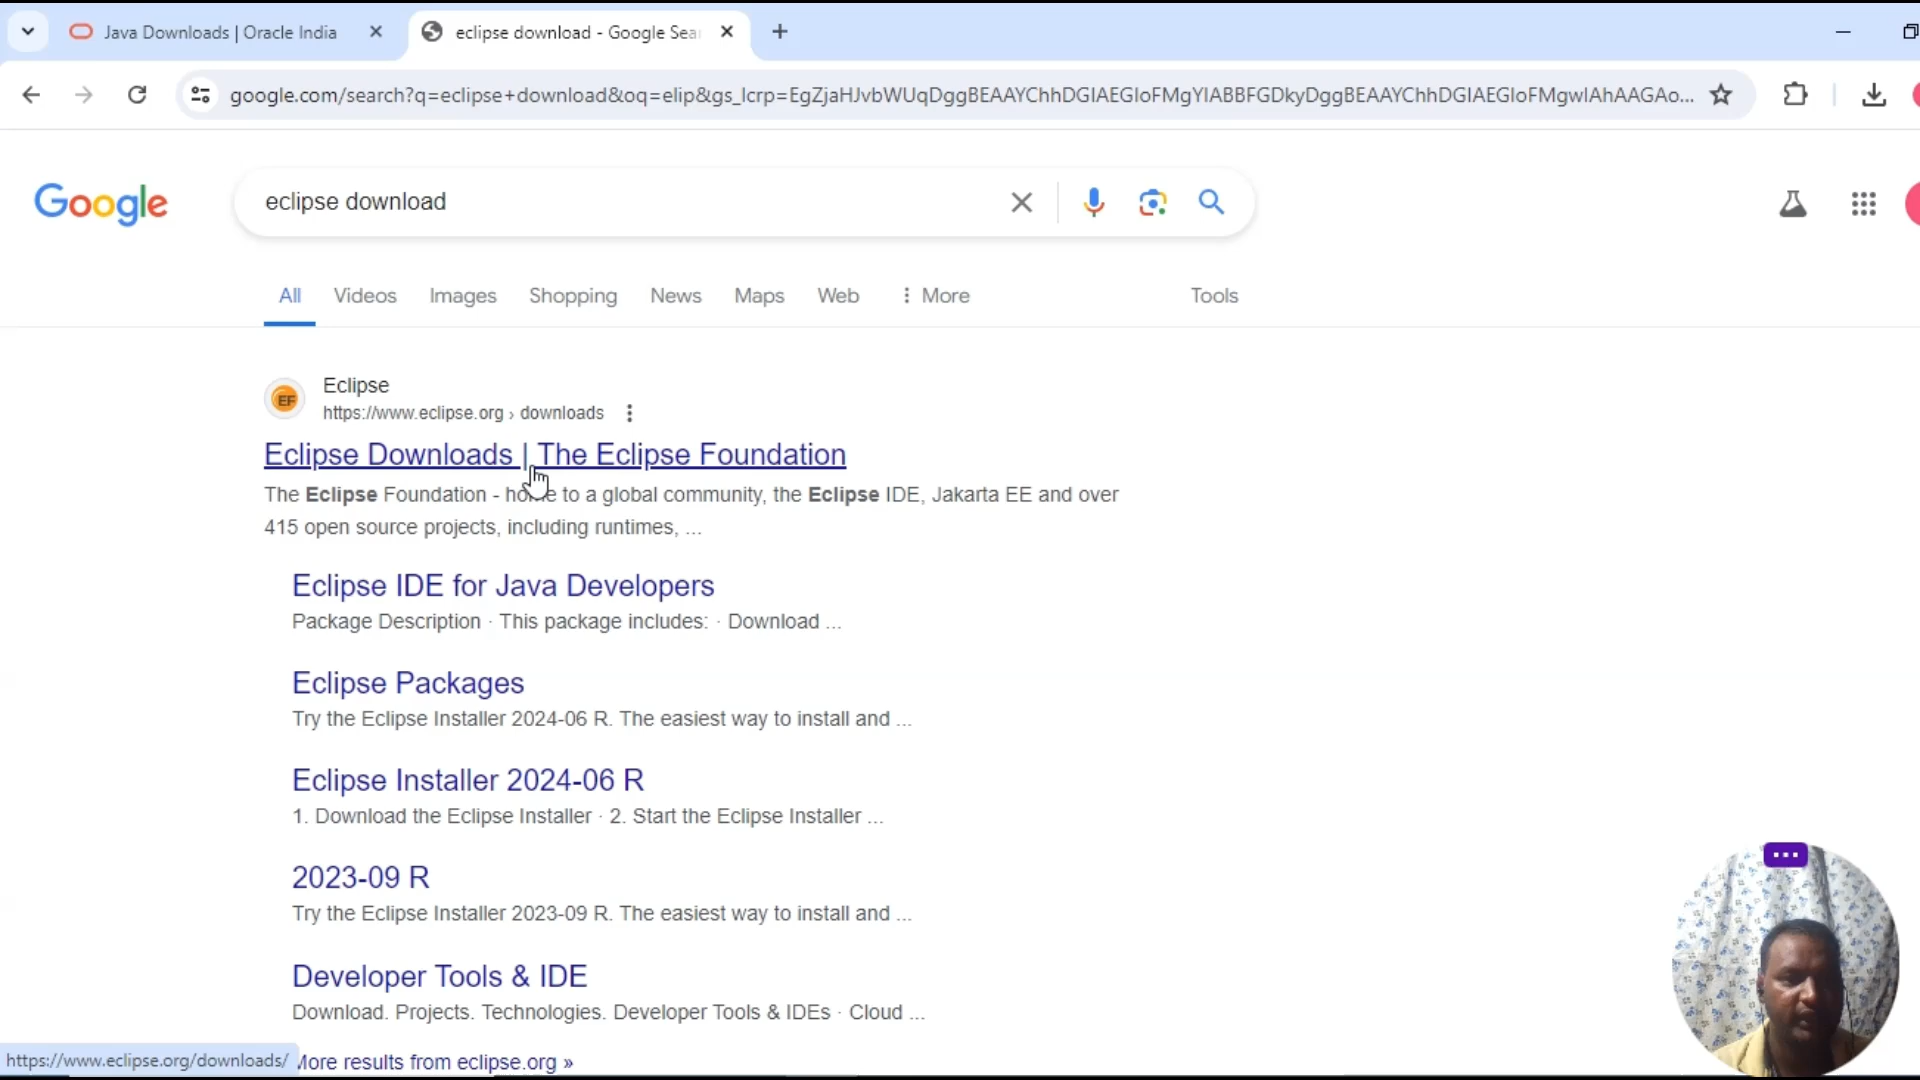 Java Downloads | Oracle India
eclipse download - Google Sea
google.com/search?q=eclipse+download&oq=elip&gs_lcrp=EgZjaHJvbWUqDggBEAAYChhDGIAEGIoFMgYIABBFGDkyDggBEAAYChhDGIAEGIoFMgwIAhAAGAo...
Google
eclipse download
All Videos Images Shopping News Maps Web More Tools
EF
Eclipse
https://www.eclipse.org › downloads
Eclipse Downloads | The Eclipse Foundation
The Eclipse Foundation - home to a global community, the Eclipse IDE, Jakarta EE and over
415 open source projects, including runtimes, ...
Eclipse IDE for Java Developers
Package Description · This package includes: · Download ...
Eclipse Packages
Try the Eclipse Installer 2024-06 R. The easiest way to install and ...
Eclipse Installer 2024-06 R
1. Download the Eclipse Installer · 2. Start the Eclipse Installer ...
2023-09 R
Try the Eclipse Installer 2023-09 R. The easiest way to install and ...
Developer Tools & IDE
Download. Projects. Technologies. Developer Tools & IDEs · Cloud ...
More results from eclipse.org »
https://www.eclipse.org/downloads/